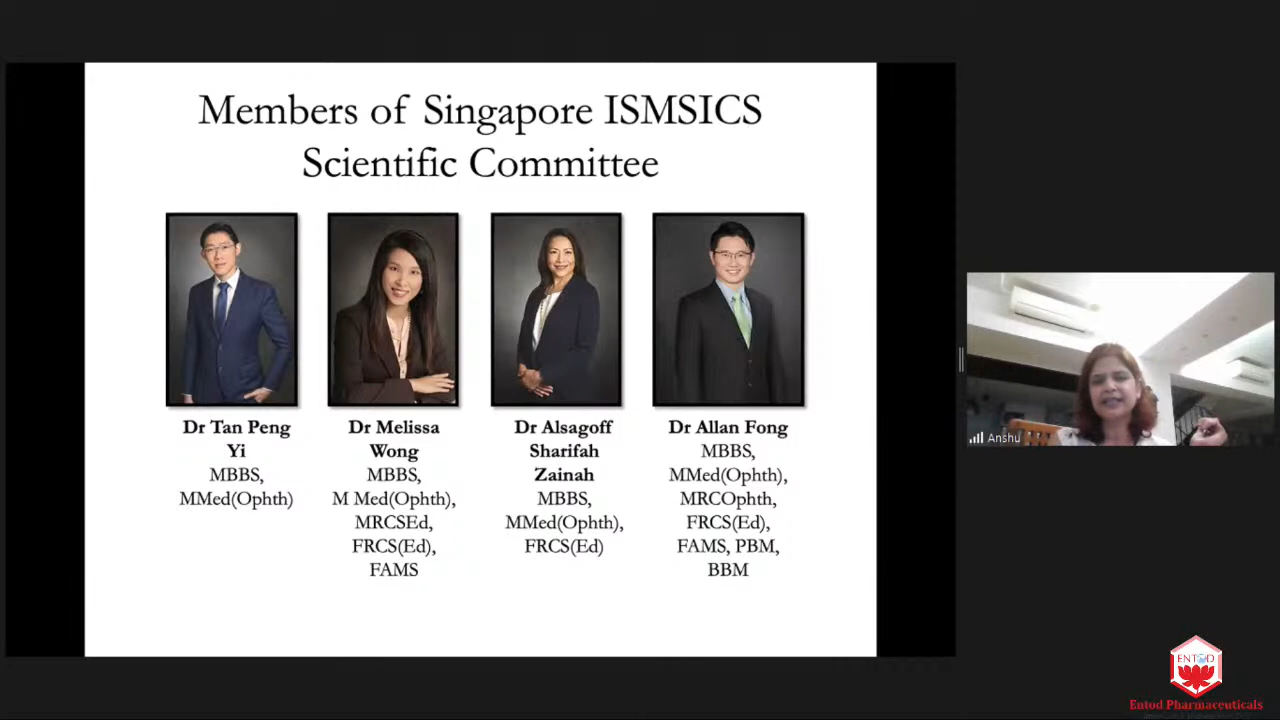 Members of Singapore ISMSICS
Scientific Committee
Dr Tan Peng
Yi
MBBS,
MMed(Ophth)
Dr Melissa
Wong
MBBS,
M Med(Ophth),
MRCSEd,
FRCS(Ed),
FAMS
Dr Alsagoff
Sharifah
Zainah
MBBS,
MMed(Ophth),
FRCS(Ed)
Dr Allan Fong
MBBS,
MMed(Ophth),
MRCOphth,
FRCS(Ed),
FAMS, PBM,
BBM
Anshu
ENTOD
Entod Pharmaceuticals